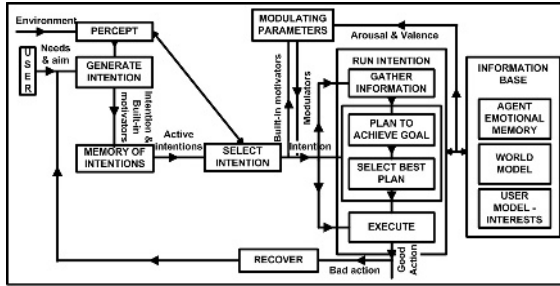 Environment
PERCEPT
USER
Needs
& aim
GENERATE
INTENTION
Intention &
Built-in
motivators
MEMORY OF
INTENTIONS
Active
intentions
SELECT
INTENTION
MODULATING
PARAMETERS
Arousal & Valence
Built-in motivators
Modulators
Intention
RUN INTENTION
GATHER
INFORMATION
PLAN TO
ACHIEVE GOAL
SELECT BEST
PLAN
EXECUTE
Good
Action
Bad action
RECOVER
INFORMATION
BASE
AGENT
EMOTIONAL
MEMORY
WORLD
MODEL
USER
MODEL -
INTERESTS